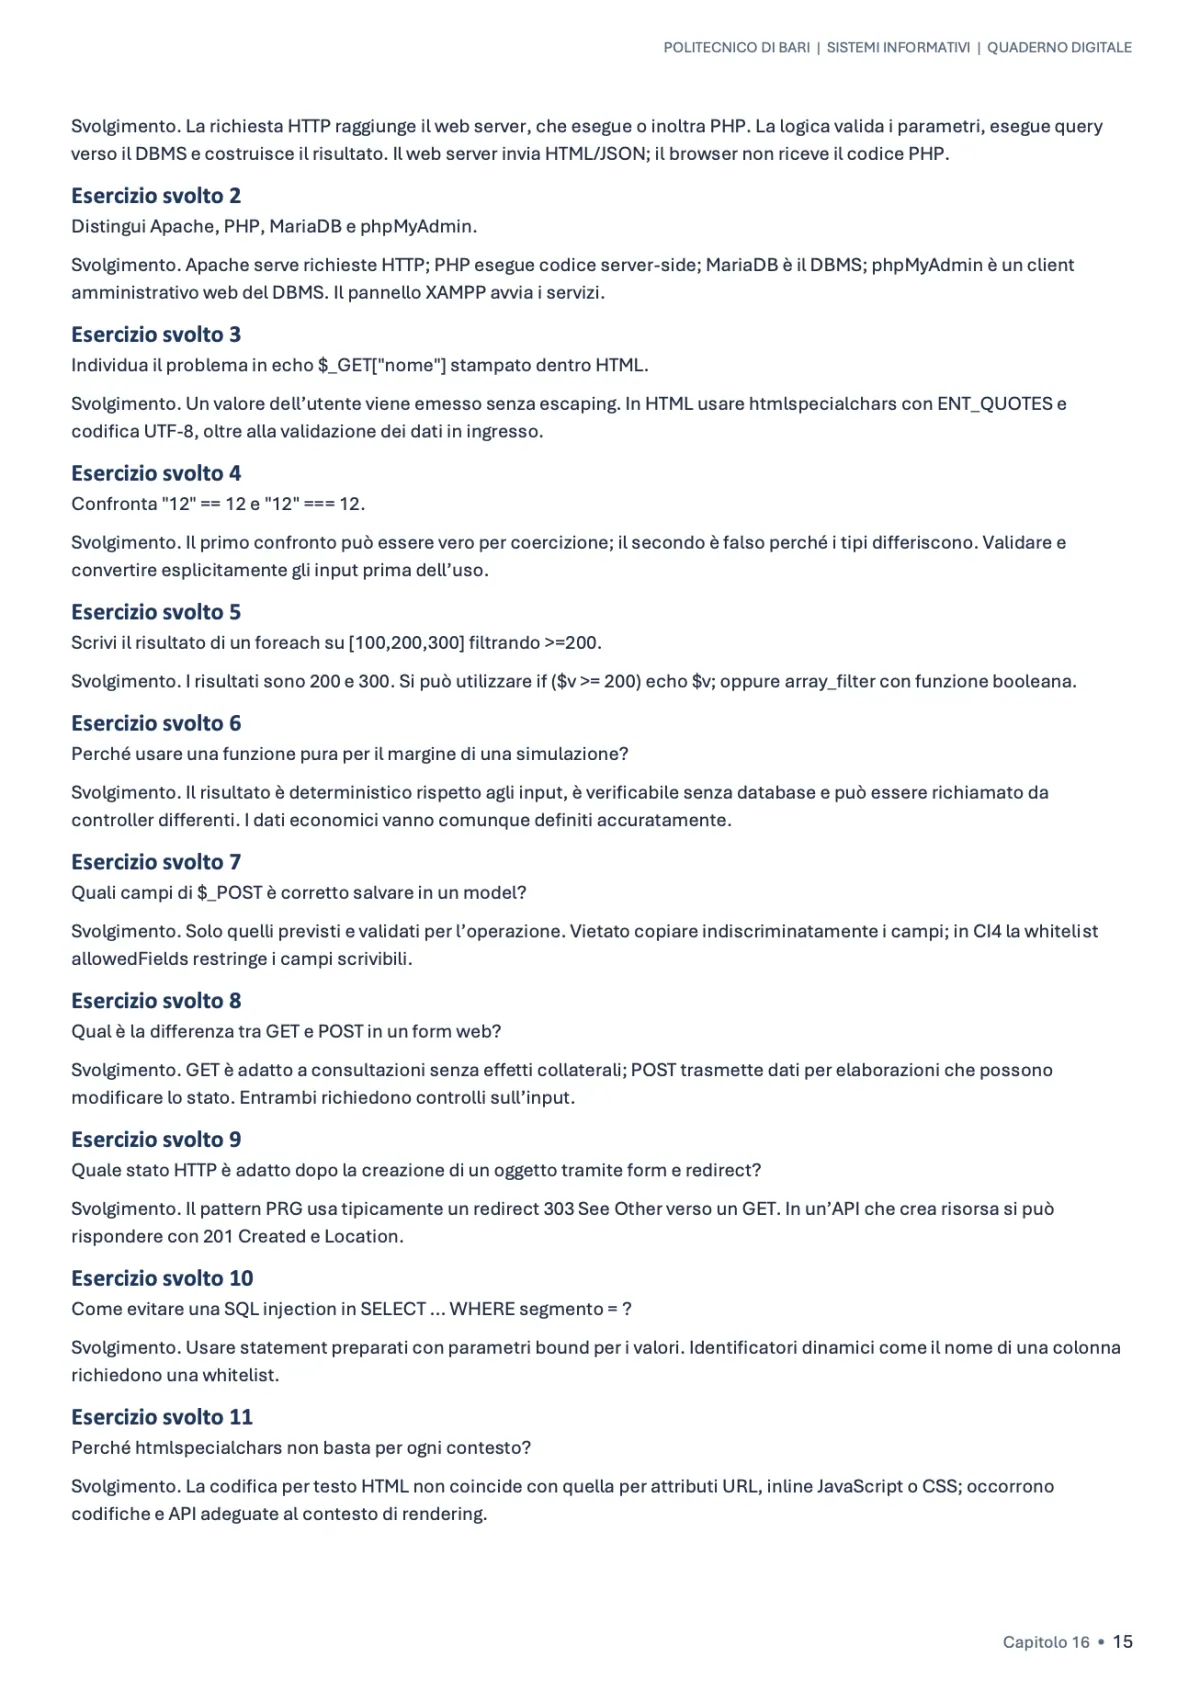 POLITECNICO DI BARI | SISTEMI INFORMATIVI | QUADERNO DIGITALE
Svolgimento. La richiesta HTTP raggiunge il web server, che esegue o inoltra PHP. La logica valida i parametri, esegue query
verso il DBMS e costruisce il risultato. Il web server invia HTML/JSON; il browser non riceve il codice PHP.
Esercizio svolto 2
Distingui Apache, PHP, MariaDB e phpMyAdmin.
Svolgimento. Apache serve richieste HTTP; PHP esegue codice server-side; MariaDB è il DBMS; phpMyAdmin è un client
amministrativo web del DBMS. Il pannello XAMPP avvia i servizi.
Esercizio svolto 3
Individua il problema in echo $_GET["nome"] stampato dentro HTML.
Svolgimento. Un valore dell’utente viene emesso senza escaping. In HTML usare htmlspecialchars con ENT_QUOTES e
codifica UTF-8, oltre alla validazione dei dati in ingresso.
Esercizio svolto 4
Confronta "12" == 12 e "12" === 12.
Svolgimento. Il primo confronto può essere vero per coercizione; il secondo è falso perché i tipi differiscono. Validare e
convertire esplicitamente gli input prima dell’uso.
Esercizio svolto 5
Scrivi il risultato di un foreach su [100,200,300] filtrando >=200.
Svolgimento. I risultati sono 200 e 300. Si può utilizzare if ($v >= 200) echo $v; oppure array_filter con funzione booleana.
Esercizio svolto 6
Perché usare una funzione pura per il margine di una simulazione?
Svolgimento. Il risultato è deterministico rispetto agli input, è verificabile senza database e può essere richiamato da
controller differenti. I dati economici vanno comunque definiti accuratamente.
Esercizio svolto 7
Quali campi di $_POST è corretto salvare in un model?
Svolgimento. Solo quelli previsti e validati per l’operazione. Vietato copiare indiscriminatamente i campi; in CI4 la whitelist
allowedFields restringe i campi scrivibili.
Esercizio svolto 8
Qual è la differenza tra GET e POST in un form web?
Svolgimento. GET è adatto a consultazioni senza effetti collaterali; POST trasmette dati per elaborazioni che possono
modificare lo stato. Entrambi richiedono controlli sull’input.
Esercizio svolto 9
Quale stato HTTP è adatto dopo la creazione di un oggetto tramite form e redirect?
Svolgimento. Il pattern PRG usa tipicamente un redirect 303 See Other verso un GET. In un’API che crea risorsa si può
rispondere con 201 Created e Location.
Esercizio svolto 10
Come evitare una SQL injection in SELECT ... WHERE segmento = ?
Svolgimento. Usare statement preparati con parametri bound per i valori. Identificatori dinamici come il nome di una colonna
richiedono una whitelist.
Esercizio svolto 11
Perché htmlspecialchars non basta per ogni contesto?
Svolgimento. La codifica per testo HTML non coincide con quella per attributi URL, inline JavaScript o CSS; occorrono
codifiche e API adeguate al contesto di rendering.
Capitolo 16 • 15